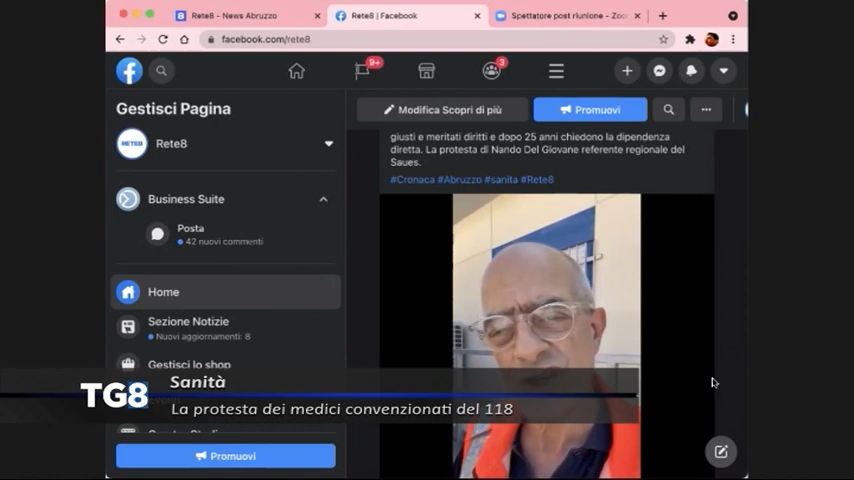 Rete8 - News Abruzzo
Rete8 | Facebook
Spettatore post riunione - Zoo
facebook.com/rete8
9+
3
Gestisci Pagina
Modifica Scopri di più
Promuovi
RETE8
Rete8
giusti e meritati diritti e dopo 25 anni chiedono la dipendenza
diretta. La protesta di Nando Del Giovane referente regionale del
Saues.
#Cronaca #Abruzzo #sanita #Rete8
Business Suite
Posta
42 nuovi commenti
Home
Sezione Notizie
Nuovi aggiornamenti: 8
Gestisci lo shop
TG8
Sanità
La protesta dei medici convenzionati del 118
Promuovi